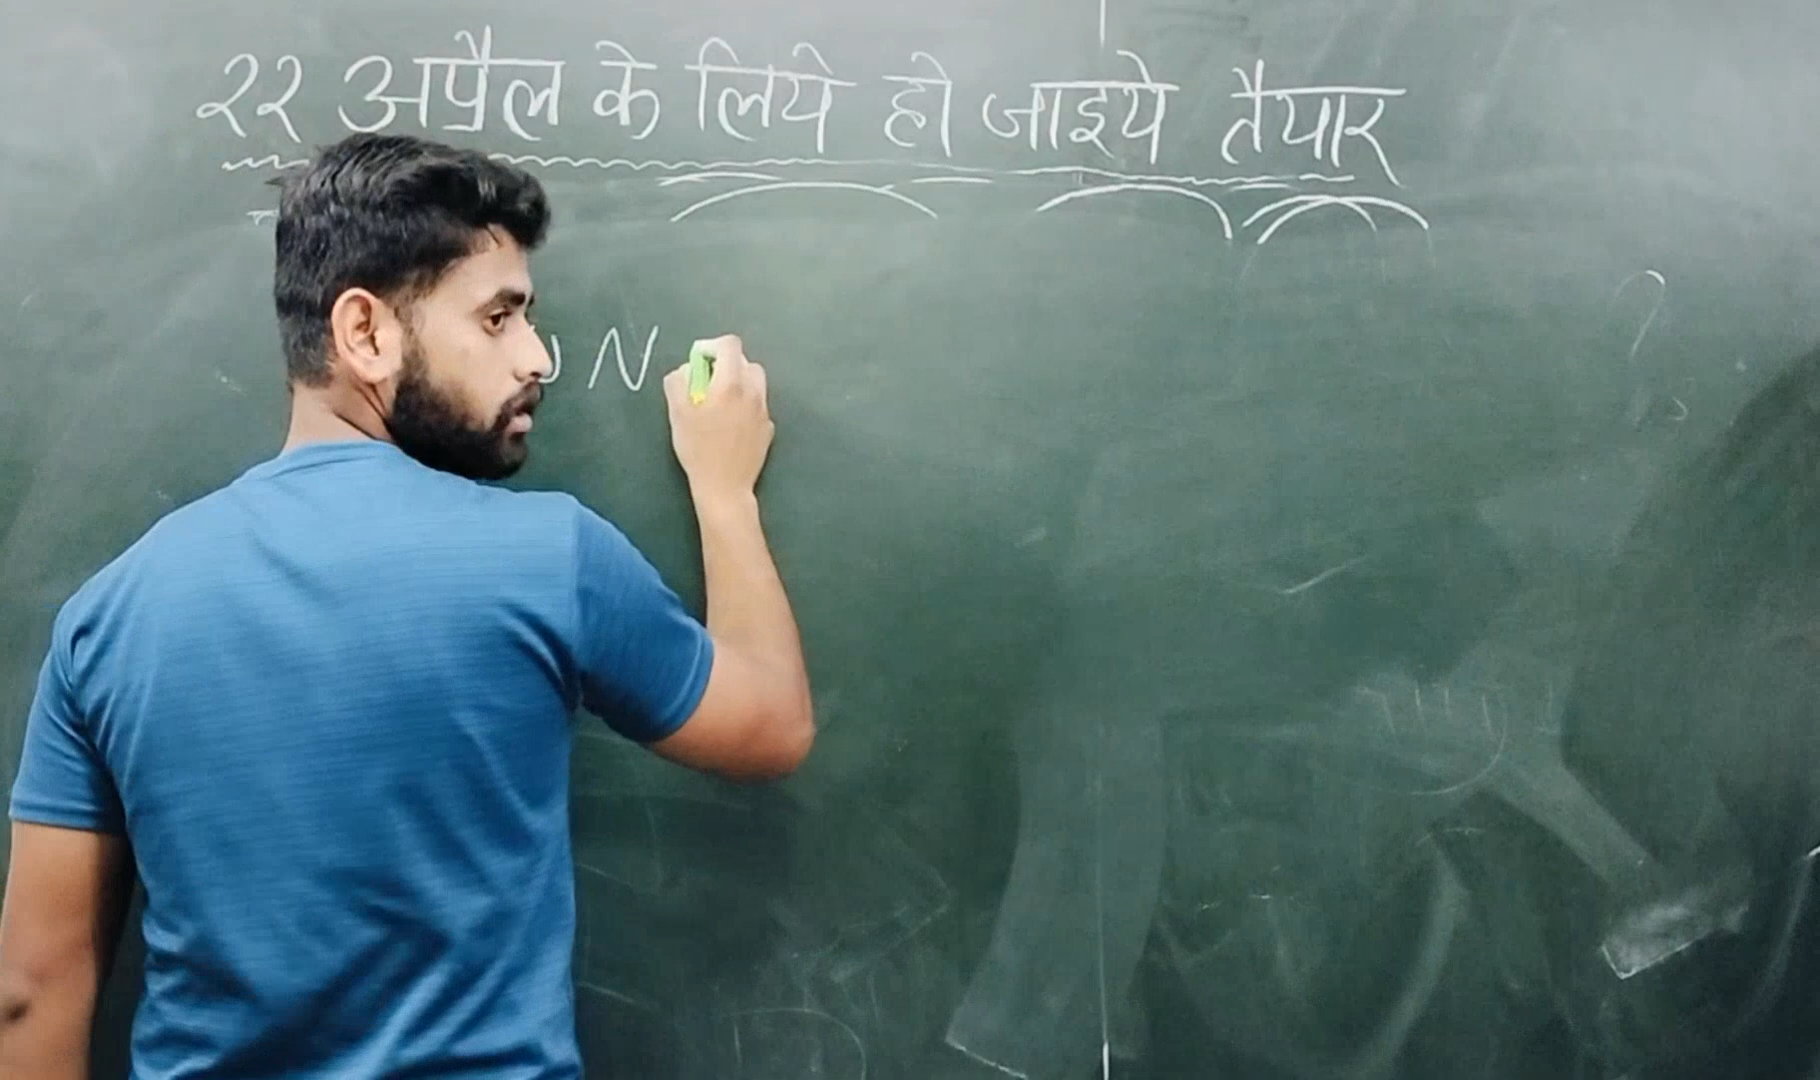 २२ अप्रैल के लिये हो जाइये तैयार
N